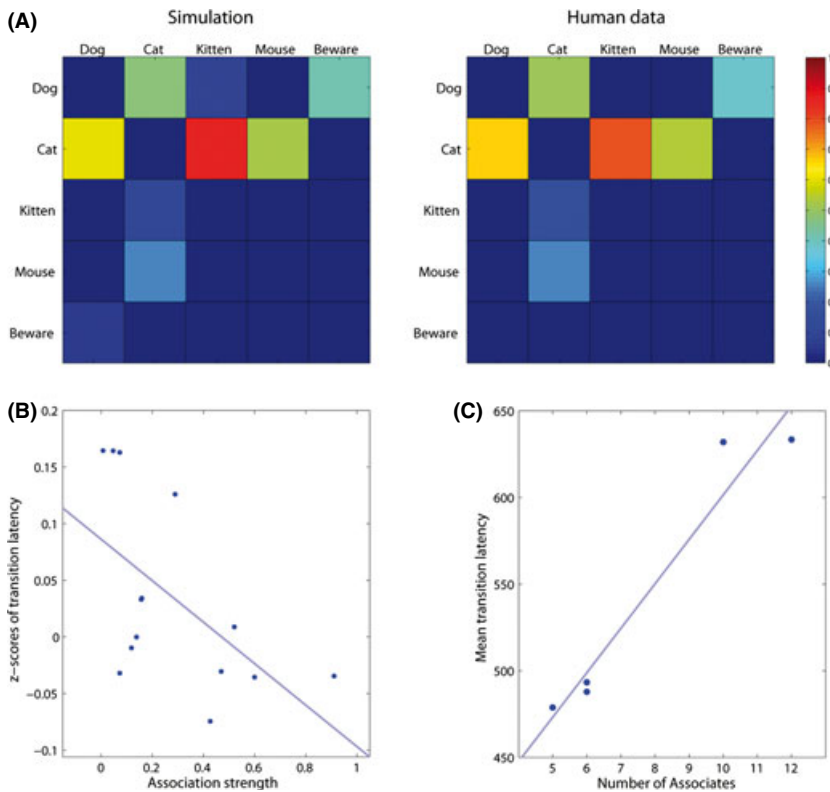 (A)
Simulation
Human data
Dog Cat Kitten Mouse Beware
Dog Cat Kitten Mouse Beware
Dog
Cat
Kitten
Mouse
Beware
Dog
Cat
Kitten
Mouse
Beware
(B)
0.2
0.15
0.1
0.05
0
−0.05
−0.1
z−scores of transition latency
0 0.2 0.4 0.6 0.8 1
Association strength
(C)
650
600
550
500
450
Mean transition latency
5 6 7 8 9 10 11 12
Number of Associates